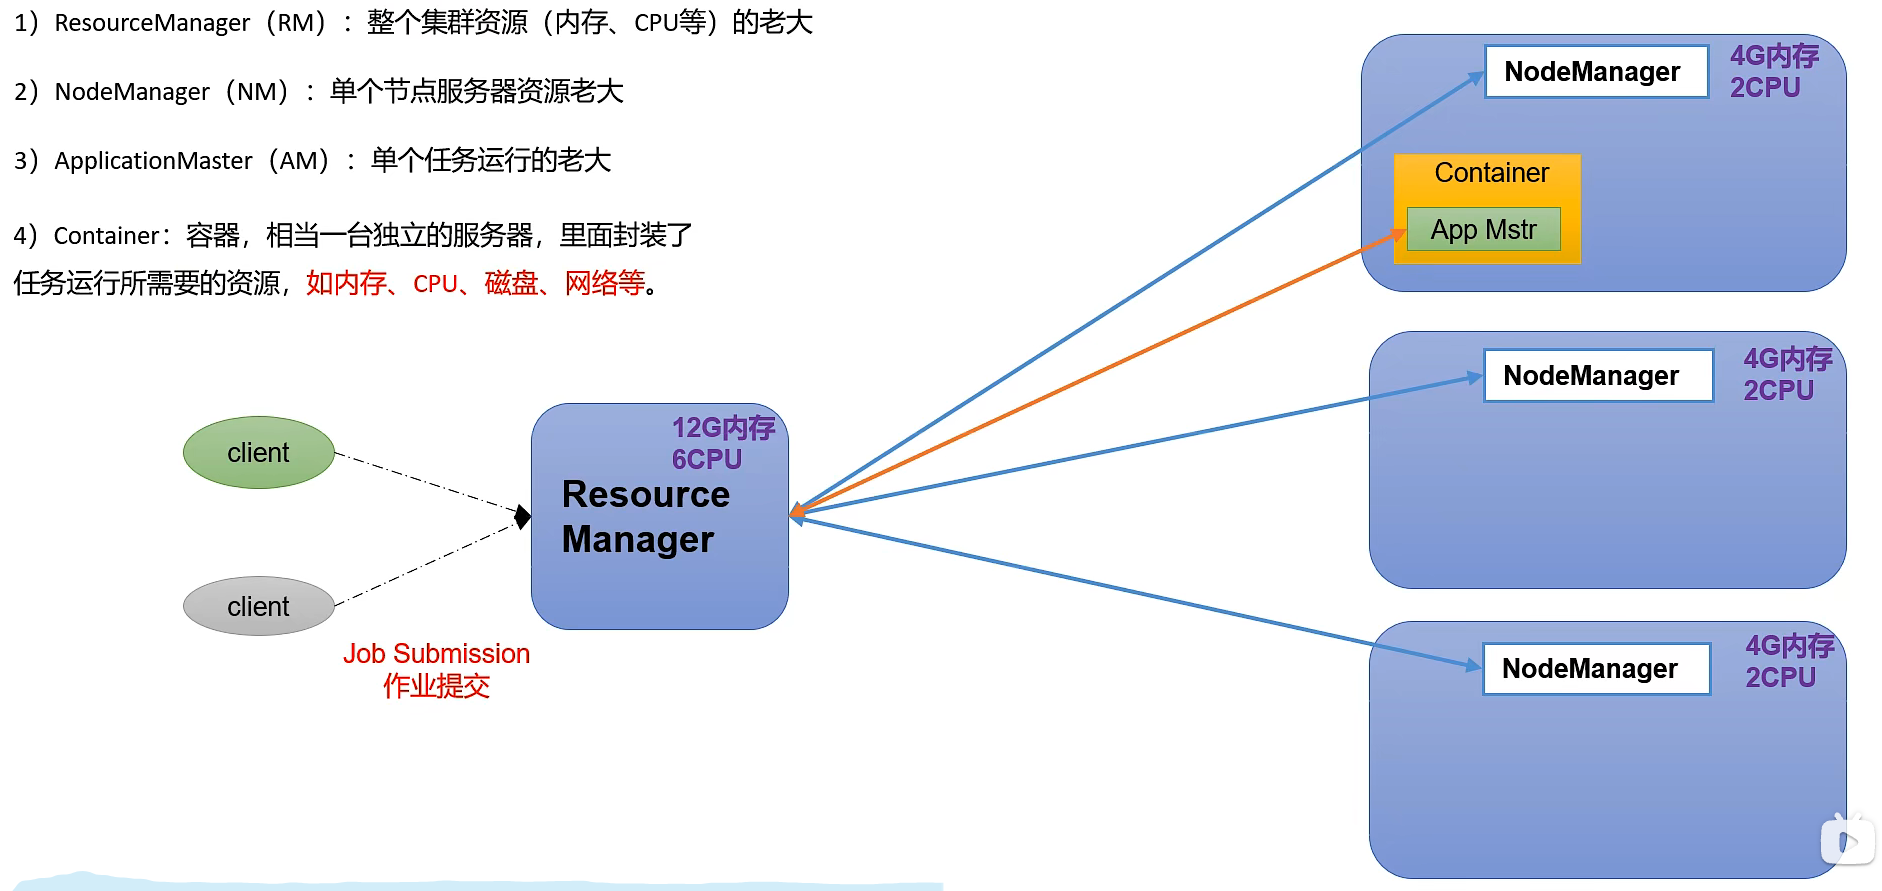 1）ResourceManager（RM）：整个集群资源（内存、CPU等）的老大
2）NodeManager（NM）：单个节点服务器资源老大
3）ApplicationMaster（AM）：单个任务运行的老大
4）Container：容器，相当一台独立的服务器，里面封装了
任务运行所需要的资源，如内存、CPU、磁盘、网络等。
client
client
Job Submission
作业提交
12G内存
6CPU
Resource
Manager
NodeManager
4G内存
2CPU
Container
App Mstr
NodeManager
4G内存
2CPU
NodeManager
4G内存
2CPU